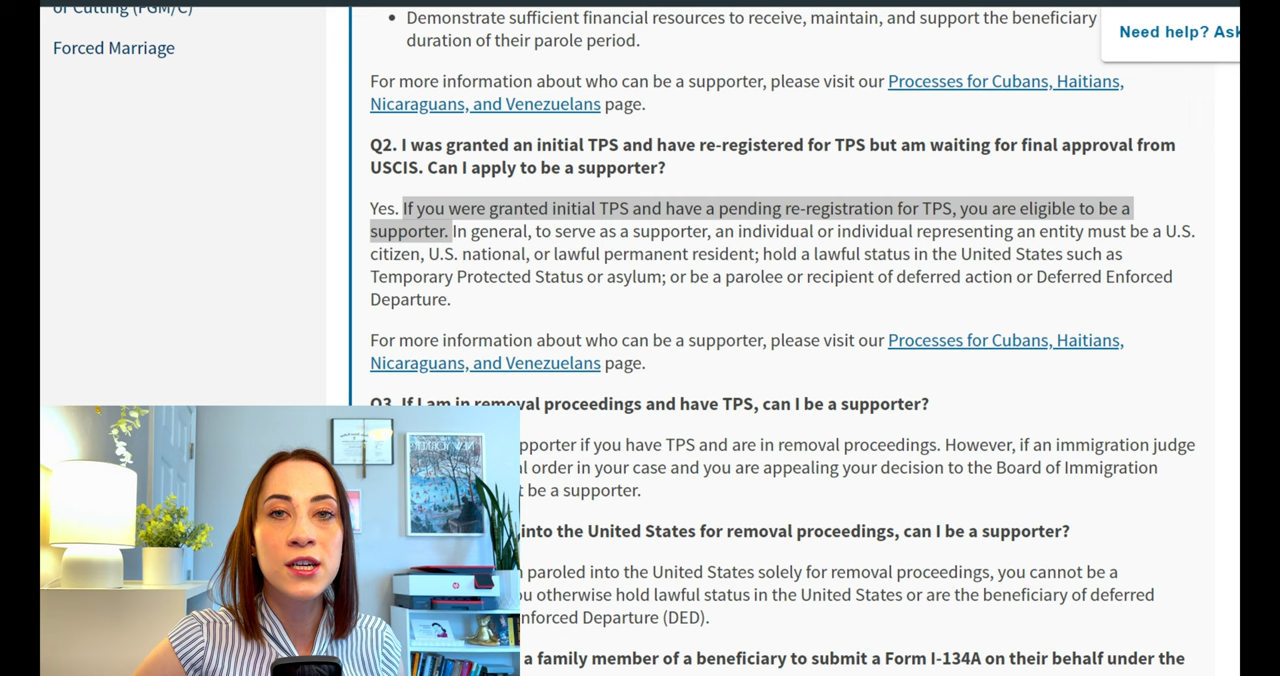 of Cutting (FGM/C)
Forced Marriage
• Demonstrate sufficient financial resources to receive, maintain, and support the beneficiary
duration of their parole period.
Need help? Ask
For more information about who can be a supporter, please visit our Processes for Cubans, Haitians,
Nicaraguans, and Venezuelans page.
Q2. I was granted an initial TPS and have re-registered for TPS but am waiting for final approval from
USCIS. Can I apply to be a supporter?
Yes. If you were granted initial TPS and have a pending re-registration for TPS, you are eligible to be a
supporter. In general, to serve as a supporter, an individual or individual representing an entity must be a U.S.
citizen, U.S. national, or lawful permanent resident; hold a lawful status in the United States such as
Temporary Protected Status or asylum; or be a parolee or recipient of deferred action or Deferred Enforced
Departure.
For more information about who can be a supporter, please visit our Processes for Cubans, Haitians,
Nicaraguans, and Venezuelans page.
Q3. If I am in removal proceedings and have TPS, can I be a supporter?
pporter if you have TPS and are in removal proceedings. However, if an immigration judge
l order in your case and you are appealing your decision to the Board of Immigration
t be a supporter.
into the United States for removal proceedings, can I be a supporter?
n paroled into the United States solely for removal proceedings, you cannot be a
ou otherwise hold lawful status in the United States or are the beneficiary of deferred
nforced Departure (DED).
a family member of a beneficiary to submit a Form I-134A on their behalf under the